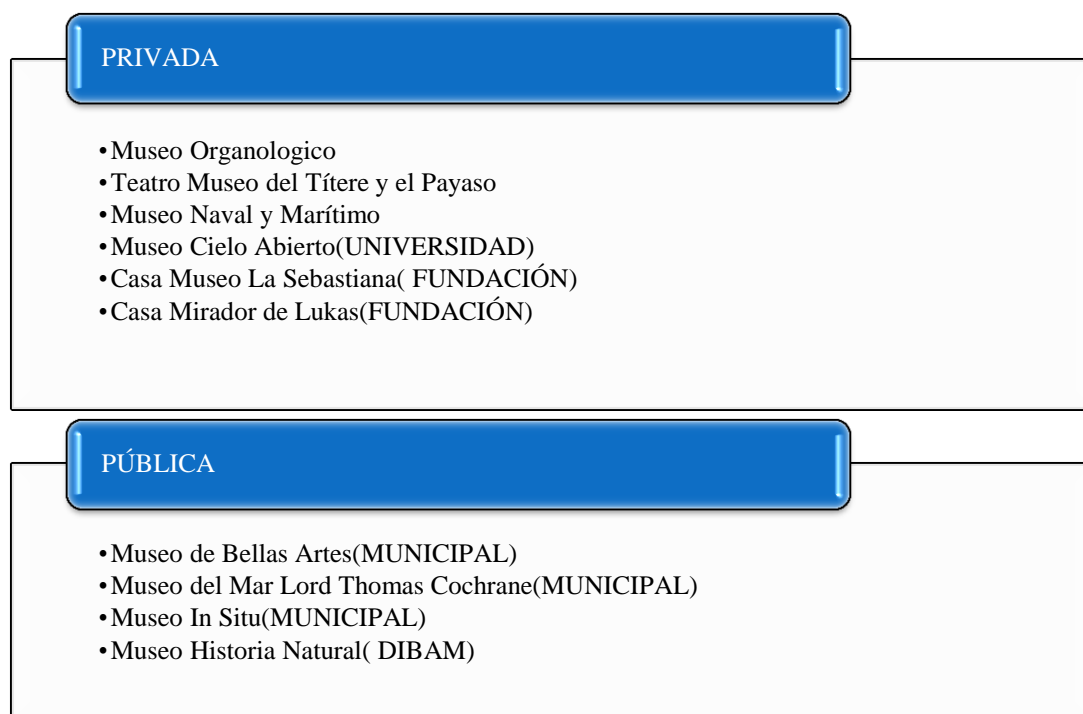 PRIVADA
•Museo Organologico
•Teatro Museo del Títere y el Payaso
•Museo Naval y Marítimo
•Museo Cielo Abierto(UNIVERSIDAD)
•Casa Museo La Sebastiana( FUNDACIÓN)
•Casa Mirador de Lukas(FUNDACIÓN)
PÚBLICA
•Museo de Bellas Artes(MUNICIPAL)
•Museo del Mar Lord Thomas Cochrane(MUNICIPAL)
•Museo In Situ(MUNICIPAL)
•Museo Historia Natural( DIBAM)